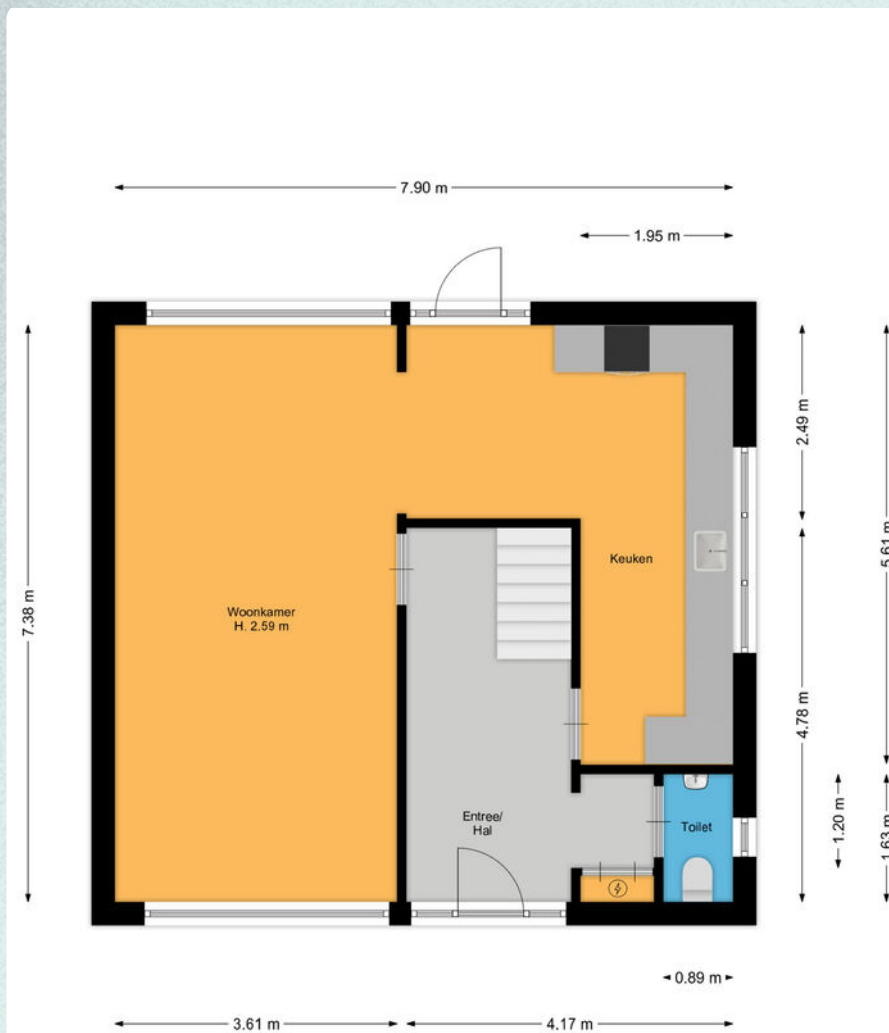 7.90 m
1.95 m
2.49 m
5.61 m
7.38 m
Keuken
Woonkamer
H. 2.59 m
4.78 m
Entree/
Hal
Toilet
1.20 m
1.63 m
0.89 m
3.61 m
4.17 m